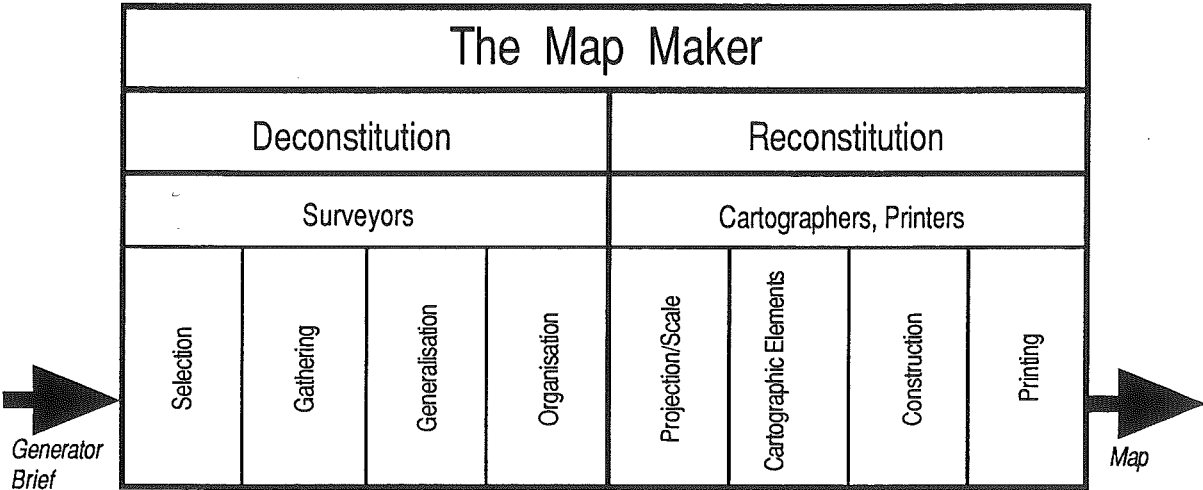 The Map Maker
Deconstitution
Reconstitution
Surveyors
Cartographers, Printers
Selection
Gathering
Generalisation
Organisation
Projection/Scale
Cartographic Elements
Construction
Printing
Generator
Brief
Map